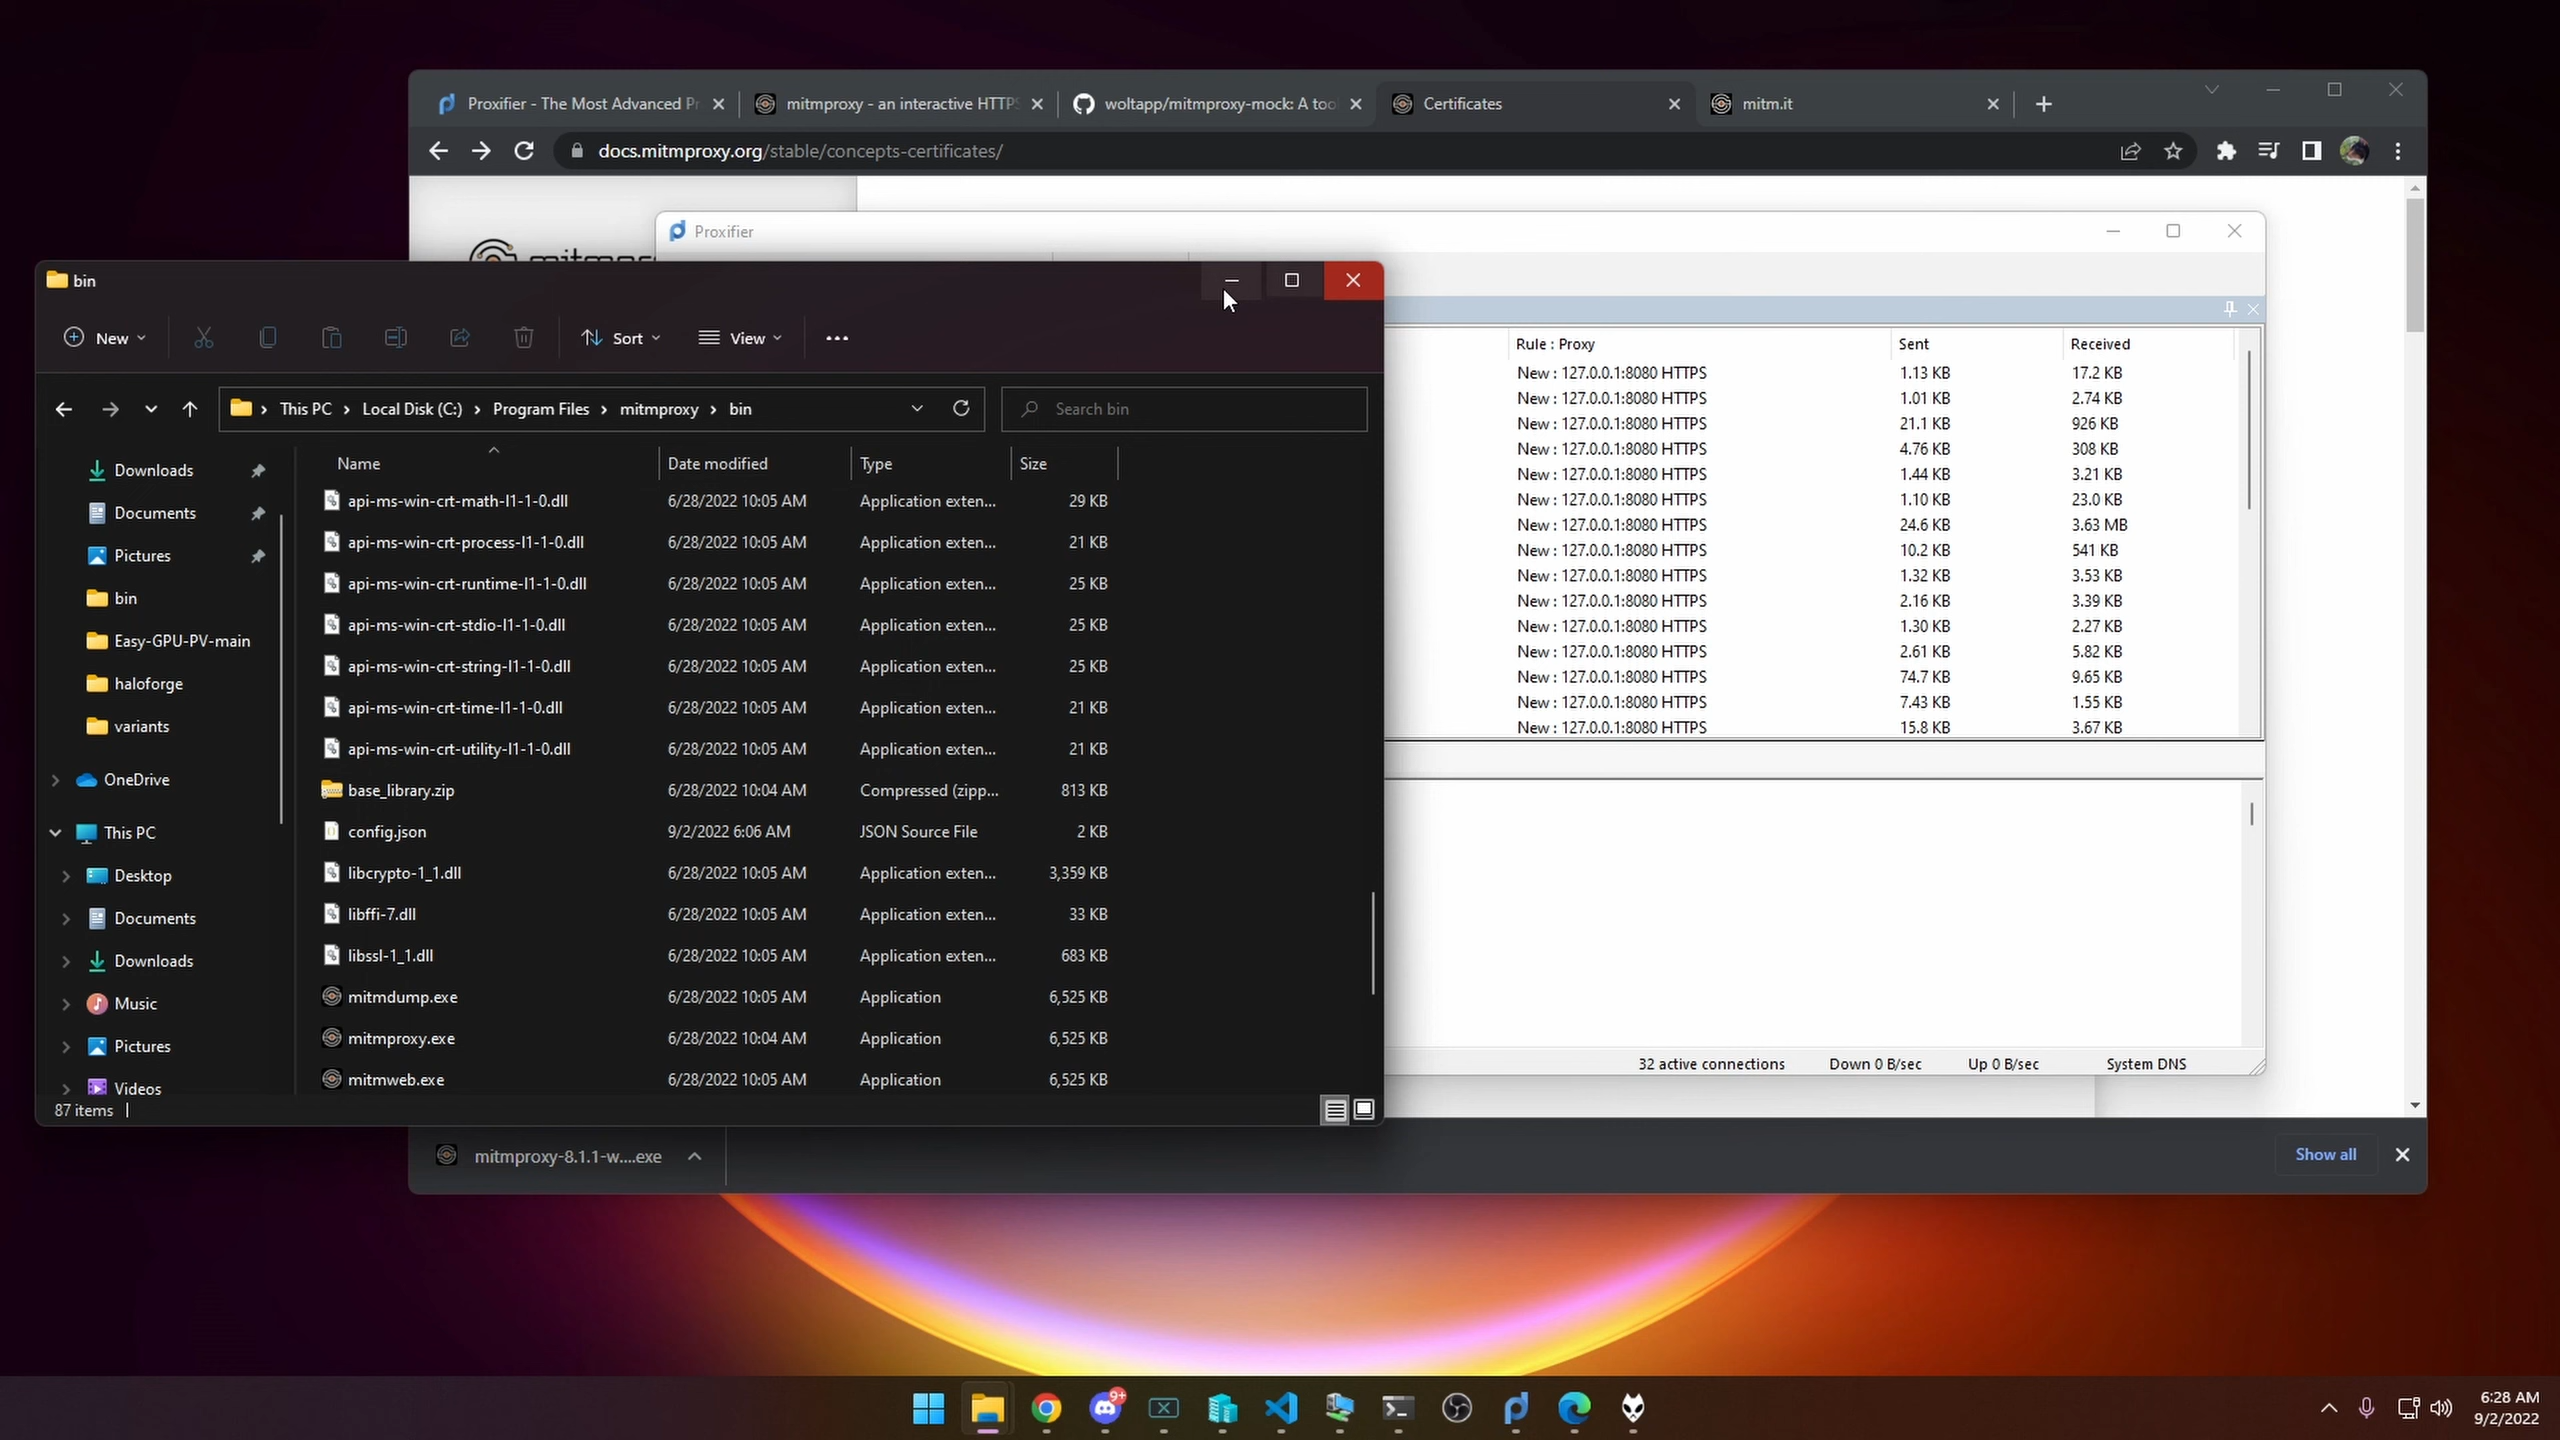 Proxifier - The Most Advanced Pr
mitmproxy - an interactive HTTPS
woltapp/mitmproxy-mock: A too
Certificates
mitm.it
docs.mitmproxy.org/stable/concepts-certificates/
Proxifier
bin
New
Sort
View
This PC
Local Disk (C:)
Program Files
mitmproxy
bin
Search bin
Downloads
Documents
Pictures
bin
Easy-GPU-PV-main
haloforge
variants
OneDrive
This PC
Desktop
Documents
Downloads
Music
Pictures
Videos
Name Date modified Type Size
api-ms-win-crt-math-l1-1-0.dll 6/28/2022 10:05 AM Application exten... 29 KB
api-ms-win-crt-process-l1-1-0.dll 6/28/2022 10:05 AM Application exten... 21 KB
api-ms-win-crt-runtime-l1-1-0.dll 6/28/2022 10:05 AM Application exten... 25 KB
api-ms-win-crt-stdio-l1-1-0.dll 6/28/2022 10:05 AM Application exten... 25 KB
api-ms-win-crt-string-l1-1-0.dll 6/28/2022 10:05 AM Application exten... 25 KB
api-ms-win-crt-time-l1-1-0.dll 6/28/2022 10:05 AM Application exten... 21 KB
api-ms-win-crt-utility-l1-1-0.dll 6/28/2022 10:05 AM Application exten... 21 KB
base_library.zip 6/28/2022 10:04 AM Compressed (zipp... 813 KB
config.json 9/2/2022 6:06 AM JSON Source File 2 KB
libcrypto-1_1.dll 6/28/2022 10:05 AM Application exten... 3,359 KB
libffi-7.dll 6/28/2022 10:05 AM Application exten... 33 KB
libssl-1_1.dll 6/28/2022 10:05 AM Application exten... 683 KB
mitmdump.exe 6/28/2022 10:05 AM Application 6,525 KB
mitmproxy.exe 6/28/2022 10:04 AM Application 6,525 KB
mitmweb.exe 6/28/2022 10:05 AM Application 6,525 KB
87 items
Rule : Proxy Sent Received
New : 127.0.0.1:8080 HTTPS 1.13 KB 17.2 KB
New : 127.0.0.1:8080 HTTPS 1.01 KB 2.74 KB
New : 127.0.0.1:8080 HTTPS 21.1 KB 926 KB
New : 127.0.0.1:8080 HTTPS 4.76 KB 308 KB
New : 127.0.0.1:8080 HTTPS 1.44 KB 3.21 KB
New : 127.0.0.1:8080 HTTPS 1.10 KB 23.0 KB
New : 127.0.0.1:8080 HTTPS 24.6 KB 3.63 MB
New : 127.0.0.1:8080 HTTPS 10.2 KB 541 KB
New : 127.0.0.1:8080 HTTPS 1.32 KB 3.53 KB
New : 127.0.0.1:8080 HTTPS 2.16 KB 3.39 KB
New : 127.0.0.1:8080 HTTPS 1.30 KB 2.27 KB
New : 127.0.0.1:8080 HTTPS 2.61 KB 5.82 KB
New : 127.0.0.1:8080 HTTPS 74.7 KB 9.65 KB
New : 127.0.0.1:8080 HTTPS 7.43 KB 1.55 KB
New : 127.0.0.1:8080 HTTPS 15.8 KB 3.67 KB
32 active connections Down 0 B/sec Up 0 B/sec System DNS
mitmproxy-8.1.1-w....exe
Show all
9+
6:28 AM
9/2/2022